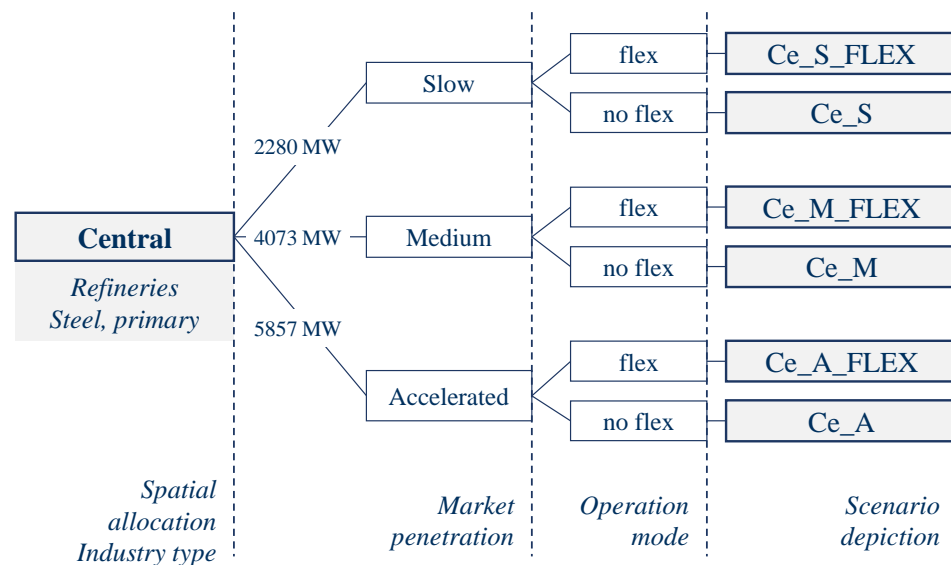 flex
Ce_S_FLEX
Slow
no flex
Ce_S
2280 MW
flex
Ce_M_FLEX
Central
4073 MW
Medium
no flex
Ce_M
Refineries
Steel, primary
5857 MW
flex
Ce_A_FLEX
Accelerated
no flex
Ce_A
Spatial
allocation
Industry type
Market
penetration
Operation
mode
Scenario
depiction